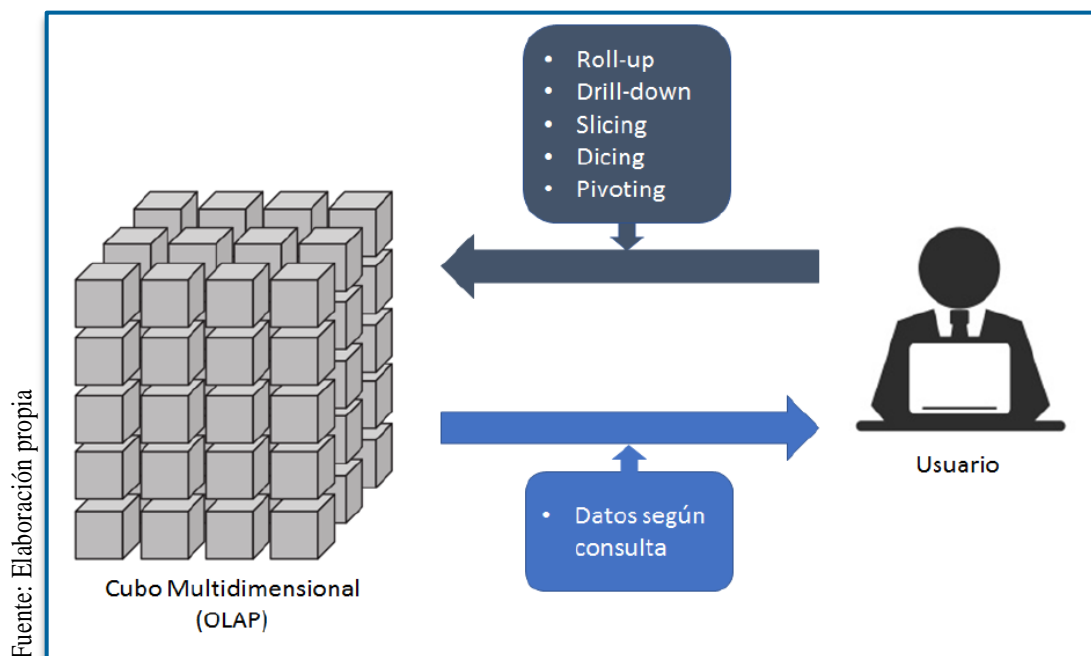 Roll-up
Drill-down
Slicing
Dicing
Pivoting
Usuario
Datos según
consulta
Cubo Multidimensional
(OLAP)
Fuente: Elaboración propia